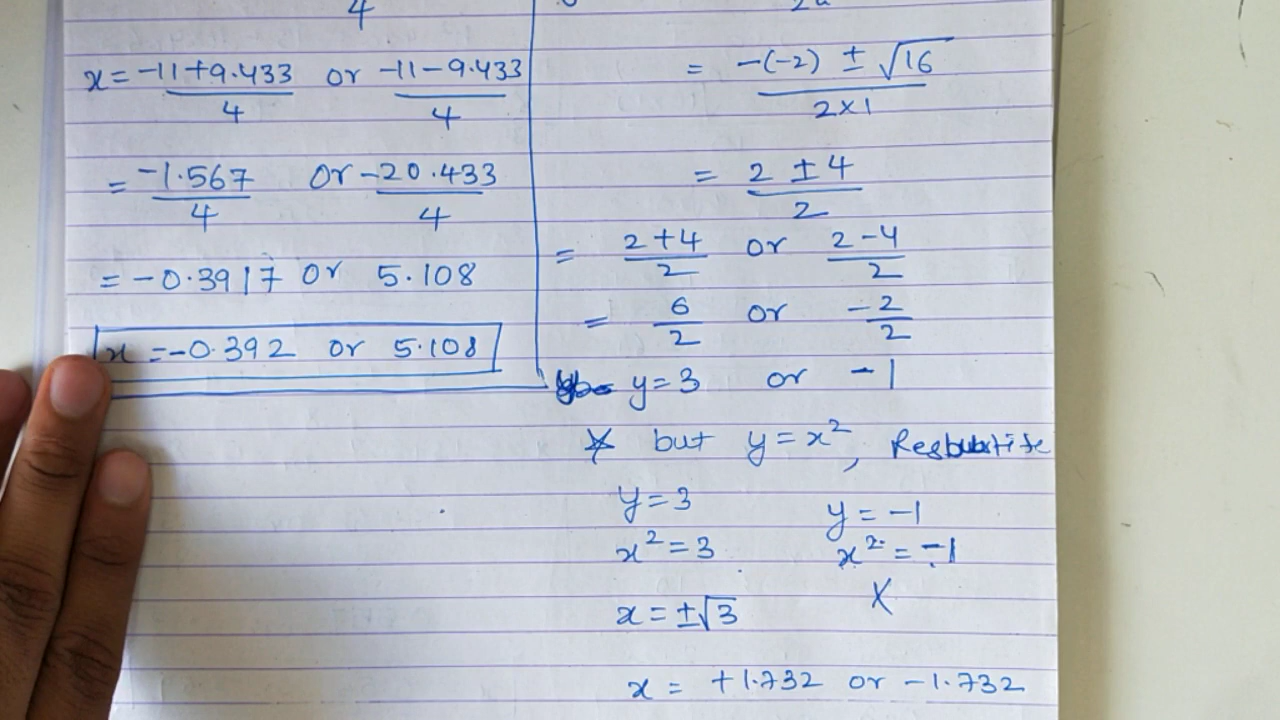 4
x = -11+9.433 or -11-9.433
4 4
= -1.567 or -20.433
4 4
= -0.3917 or 5.108
x = -0.392 or 5.108
2a
= -(-2) ± √16
2×1
= 2 ± 4
2
= 2+4 or 2-4
2 2
= 6 or -2
2 2
y = 3 or -1
but y = x²,
y = 3 y = -1
x² = 3 x² = -1
x = ±√3 X
x = +1.732 or -1.732